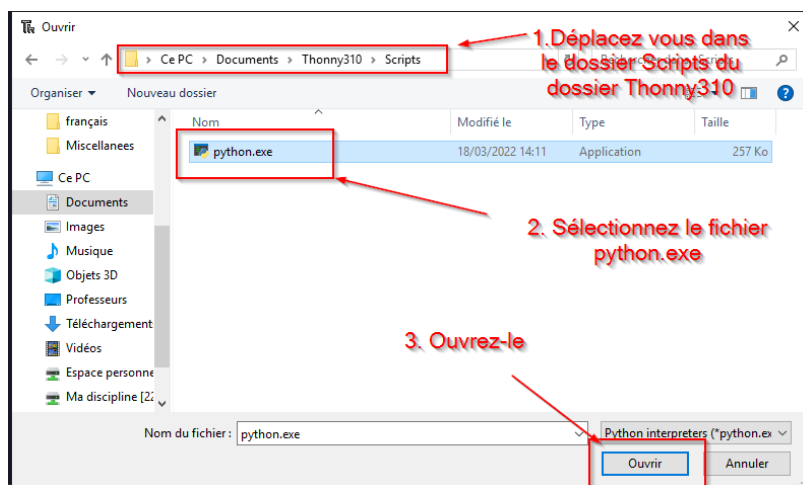 Ouvrir
Ce PC > Documents > Thonny310 > Scripts
1.Déplacez vous dans
le dossier Scripts du
dossier Thonny310
Organiser Nouveau dossier
Nom Modifié le Type Taille
python.exe 18/03/2022 14:11 Application 257 Ko
français
Miscellanees
Ce PC
Documents
Images
Musique
Objets 3D
Professeurs
Téléchargement
Vidéos
Espace personne
Ma discipline [22
2. Sélectionnez le fichier
python.exe
3. Ouvrez-le
Nom du fichier : python.exe Python interpreters (*python.ex
Ouvrir Annuler